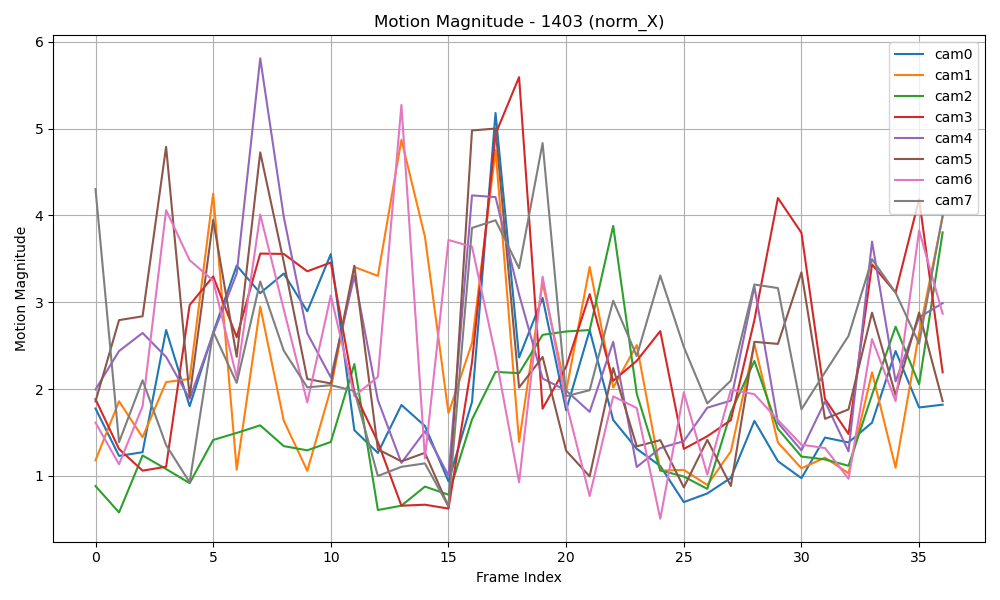 Motion Magnitude - 1403 (norm_X)
6
5
4
3
2
1
Motion Magnitude
0
5
10
15
20
25
30
35
Frame Index
cam0
cam1
cam2
cam3
cam4
cam5
cam6
cam7